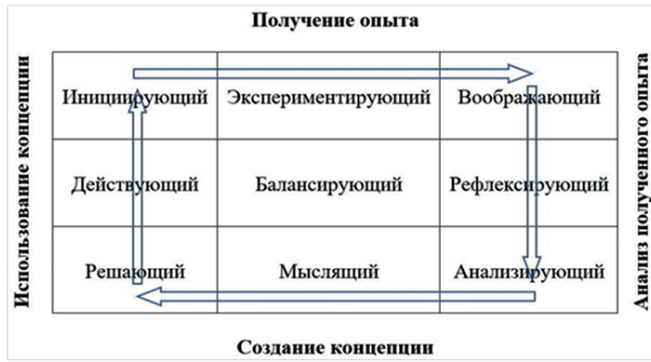 Получение опыта
Использование концепции
Инициирующий Экспериментирующий Воображающий
Действующий Балансирующий Рефлексирующий
Решающий Мыслящий Анализирующий
Анализ полученного опыта
Создание концепции